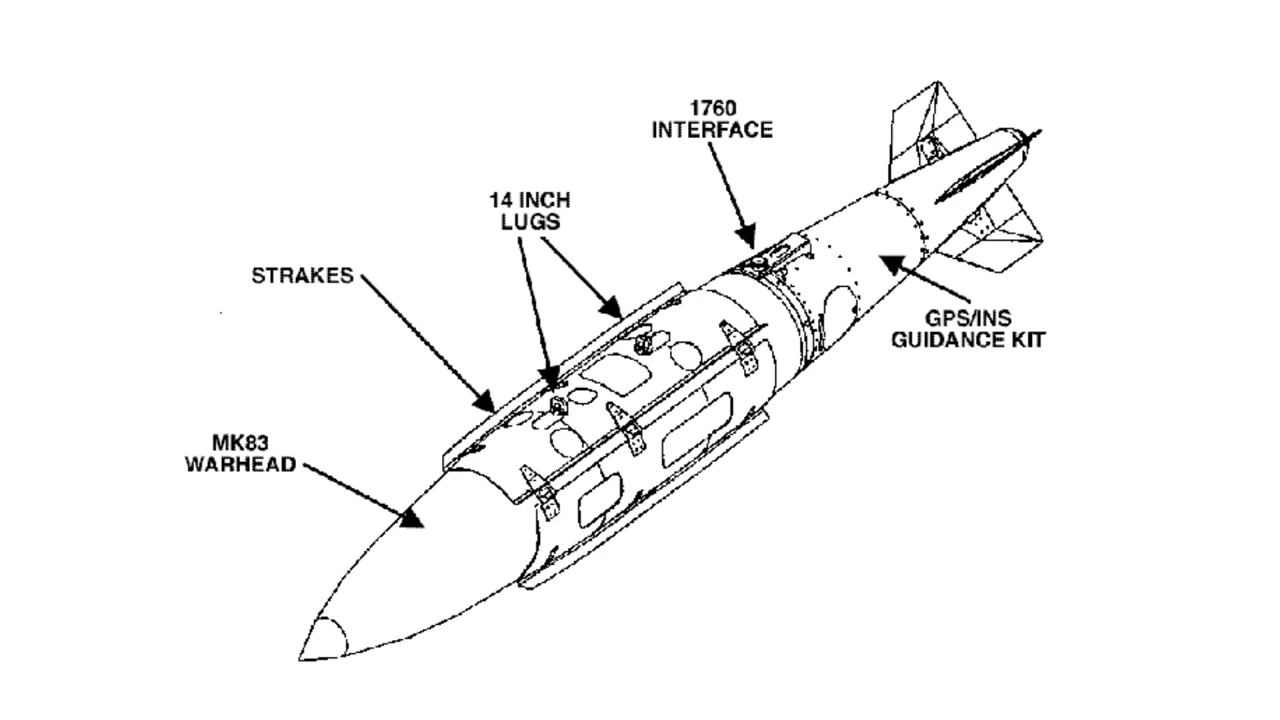 1760
INTERFACE
14 INCH
LUGS
STRAKES
GPS/INS
GUIDANCE KIT
MK83
WARHEAD